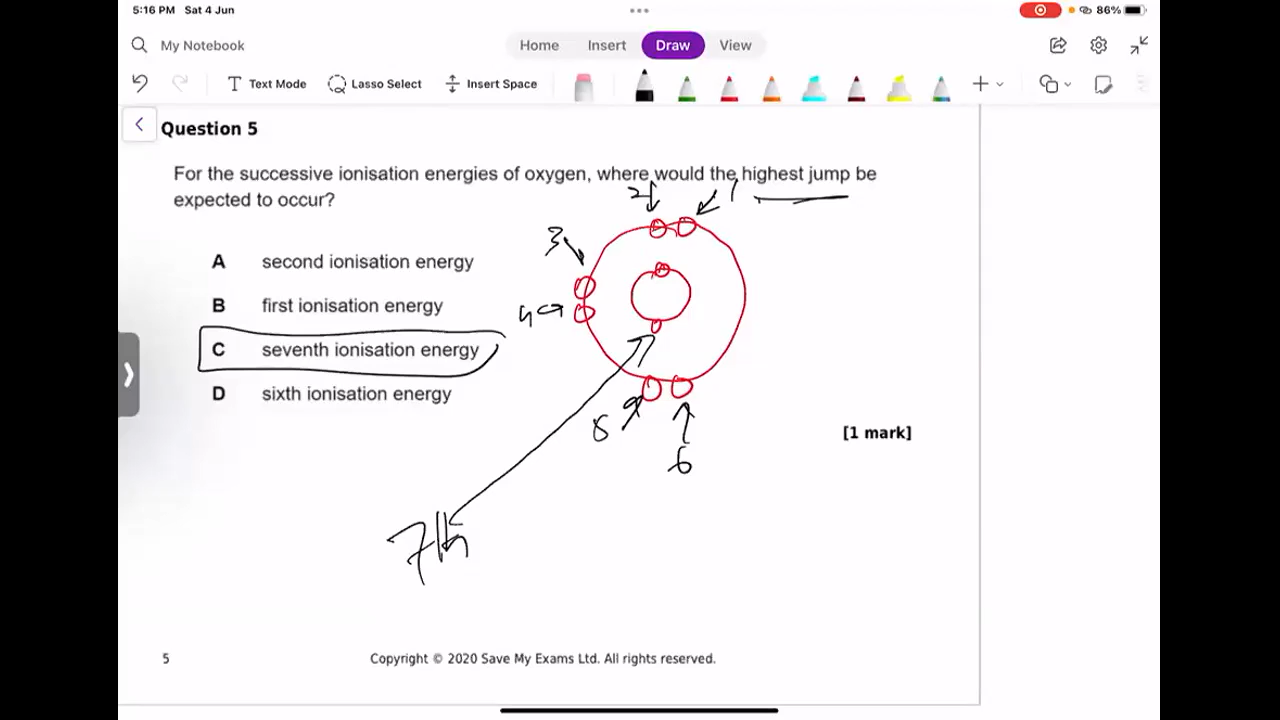 5:16 PM Sat 4 Jun
86%
My Notebook
Home Insert Draw View
Text Mode Lasso Select Insert Space
Question 5
For the successive ionisation energies of oxygen, where would the highest jump be
expected to occur?
2 1
3
A second ionisation energy
B first ionisation energy
4
C seventh ionisation energy
D sixth ionisation energy
5
[1 mark]
6
7th
5 Copyright © 2020 Save My Exams Ltd. All rights reserved.